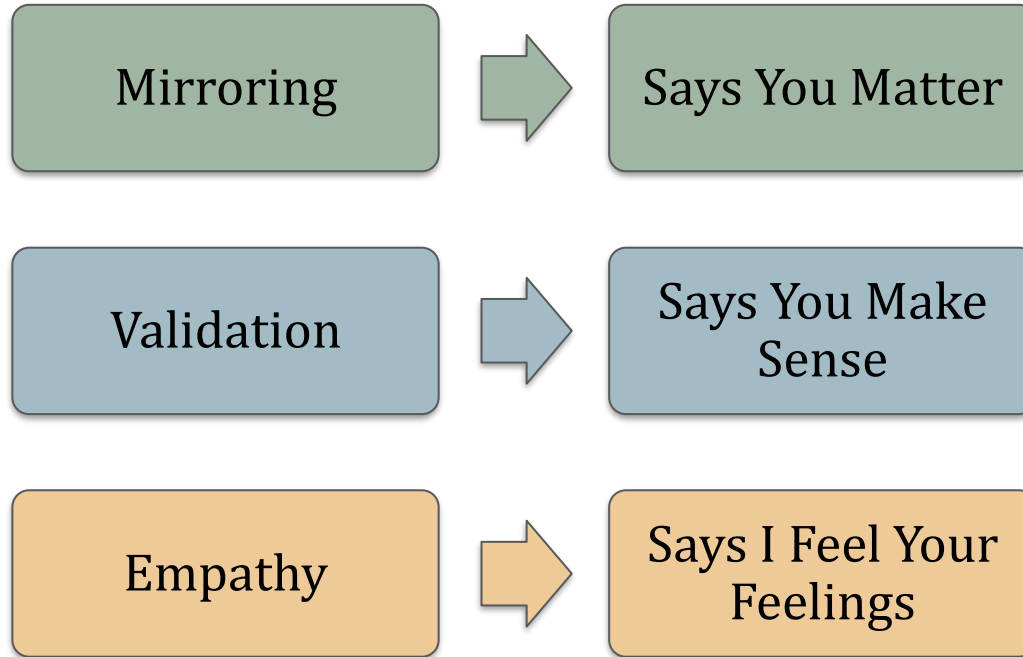 Mirroring
Says You Matter
Validation
Says You Make
Sense
Empathy
Says I Feel Your
Feelings